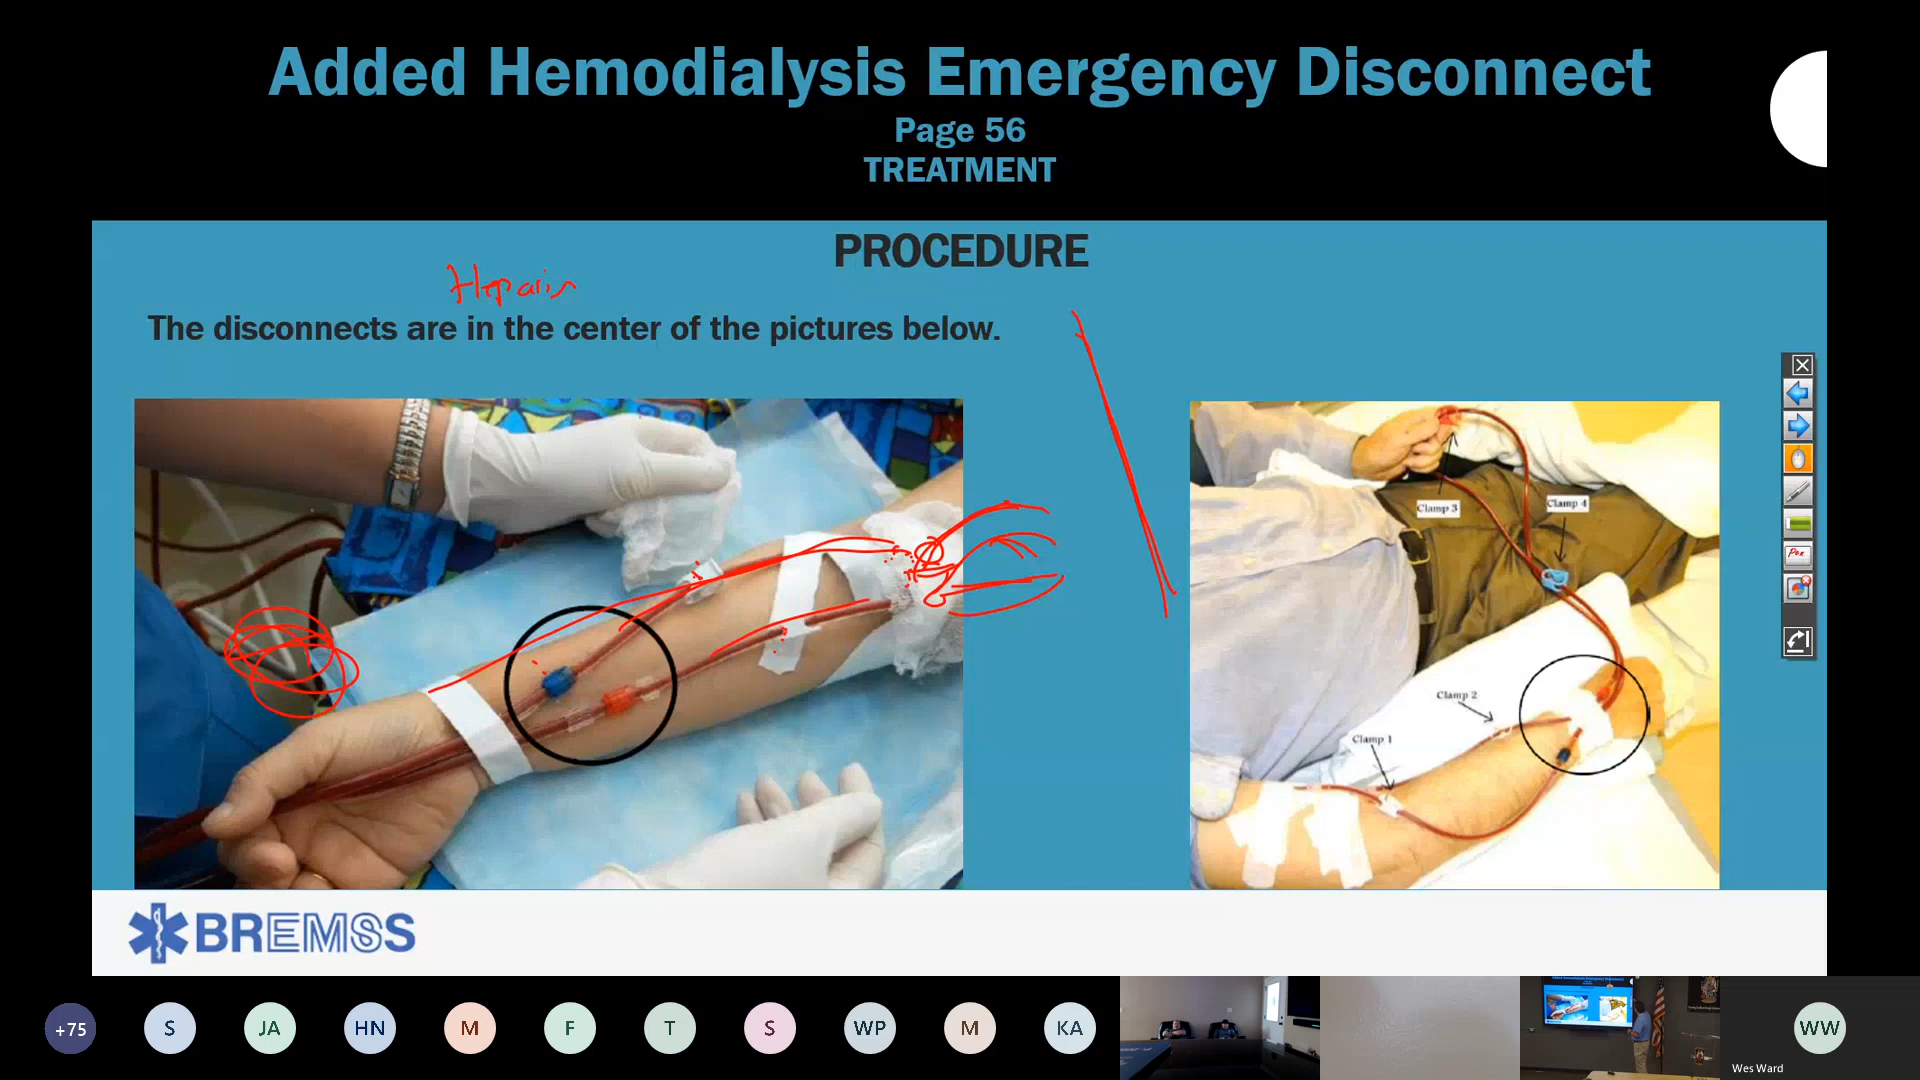 Added Hemodialysis Emergency Disconnect
Page 56
TREATMENT
PROCEDURE
Heparin
The disconnects are in the center of the pictures below.
Clamp 3
Clamp 4
Clamp 2
Clamp 1
Pen
BREMSS
+75
S
JA
HN
M
F
T
S
WP
M
KA
WW
Wes Ward